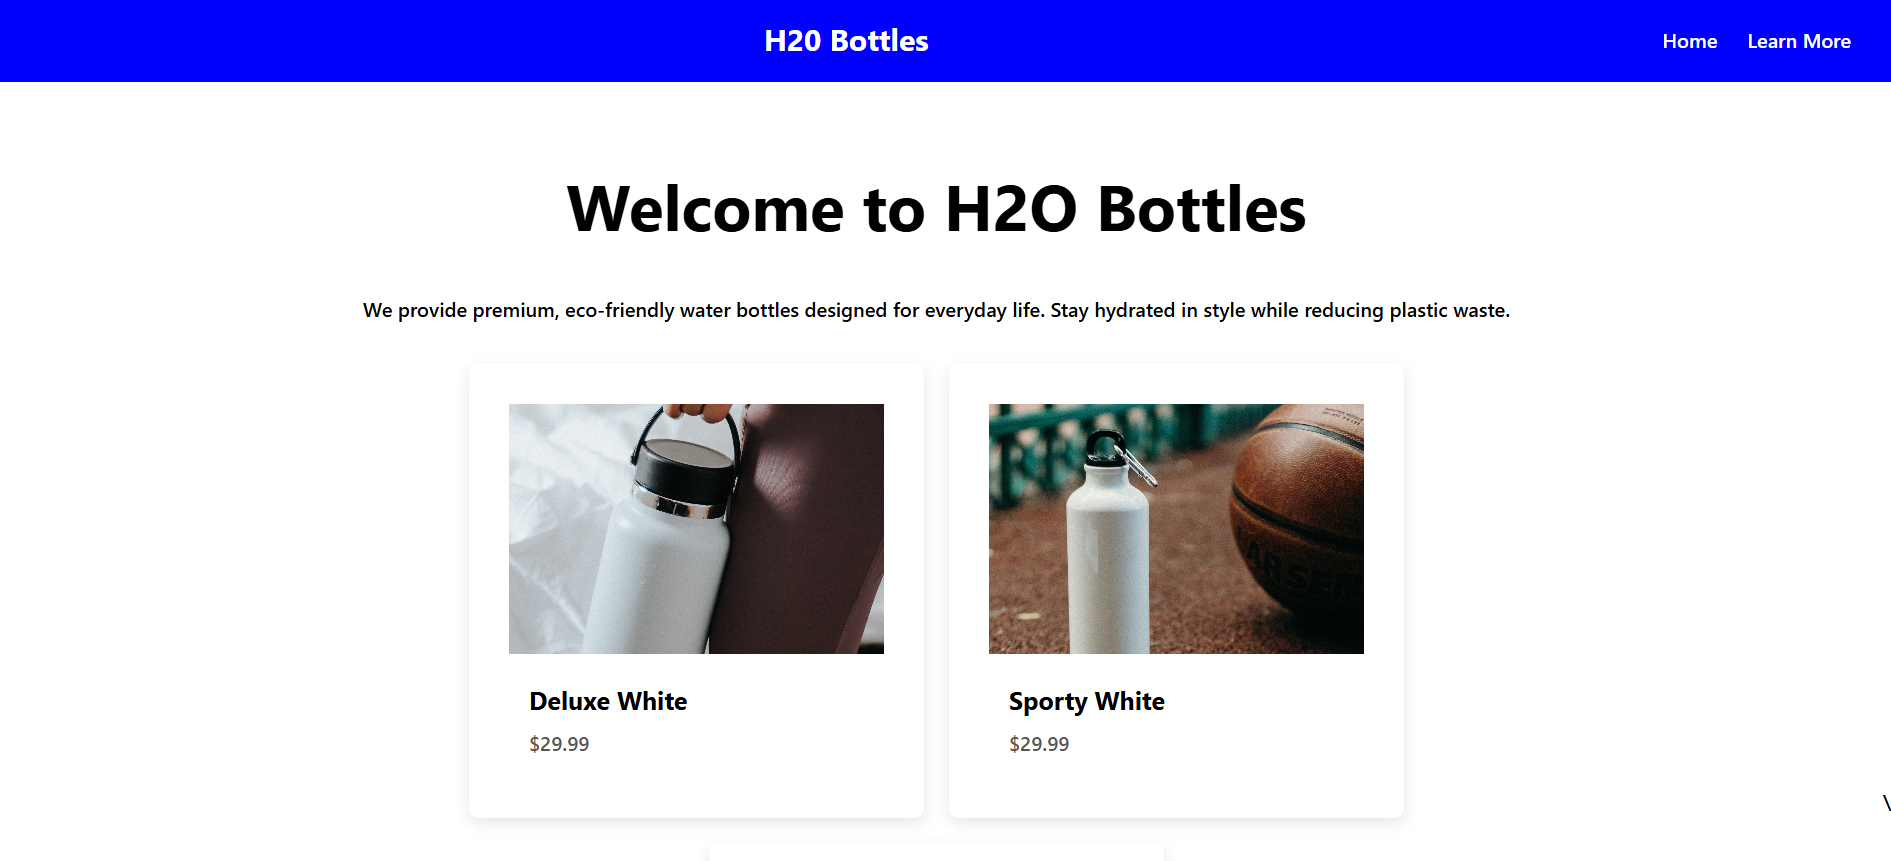 H20 Bottles
Home Learn More
Welcome to H2O Bottles
We provide premium, eco-friendly water bottles designed for everyday life. Stay hydrated in style while reducing plastic waste.
Deluxe White
$29.99
Sporty White
$29.99
\